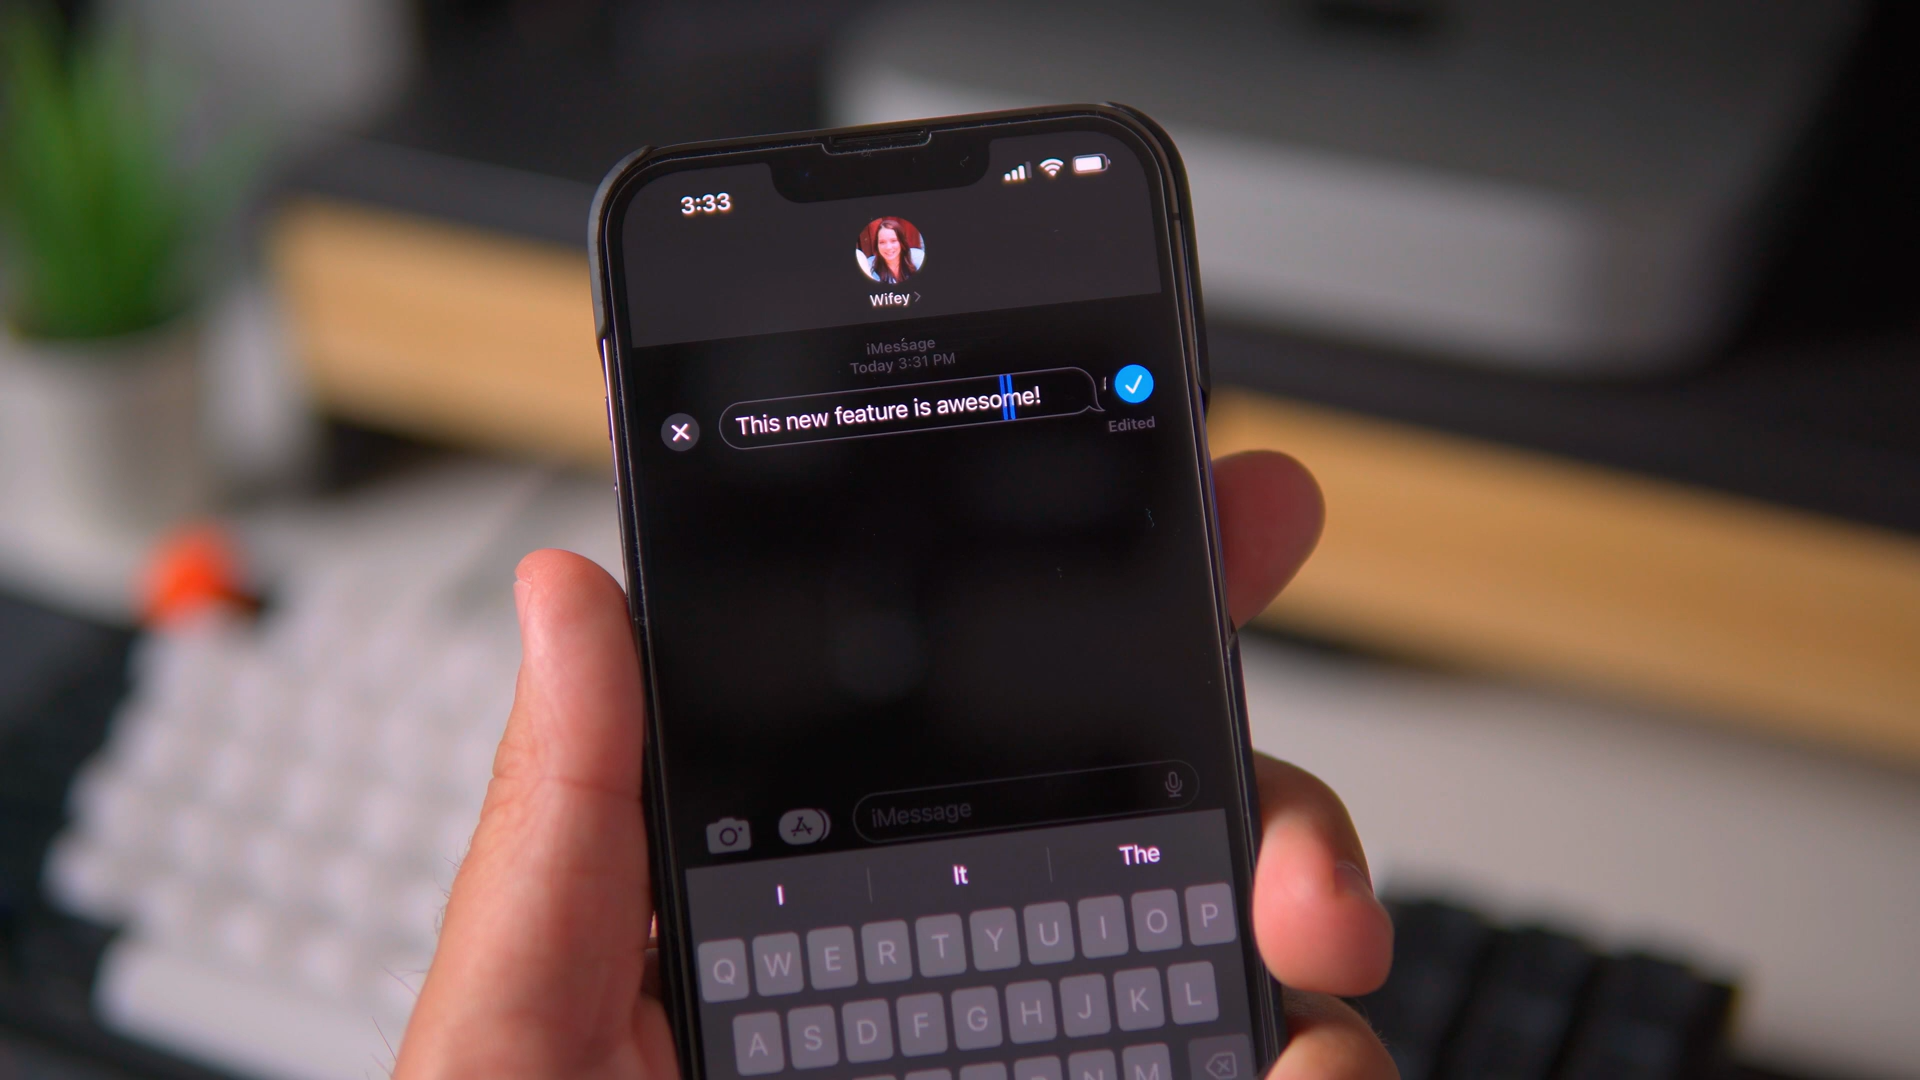 3:33
Wifey
iMessage
Today 3:31 PM
This new feature is awesome!
Edited
iMessage
I It The
Q W E R T Y U I O P
A S D F G H J K L
N M